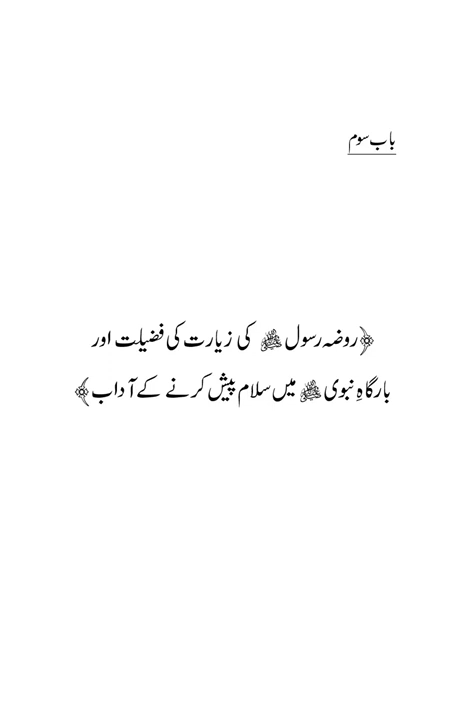 باب سوم
﴿روضہ رسول ﷺ کی زیارت کی فضیلت اور
بارگاہِ نبوی ﷺ میں سلام پیش کرنے کے آداب﴾